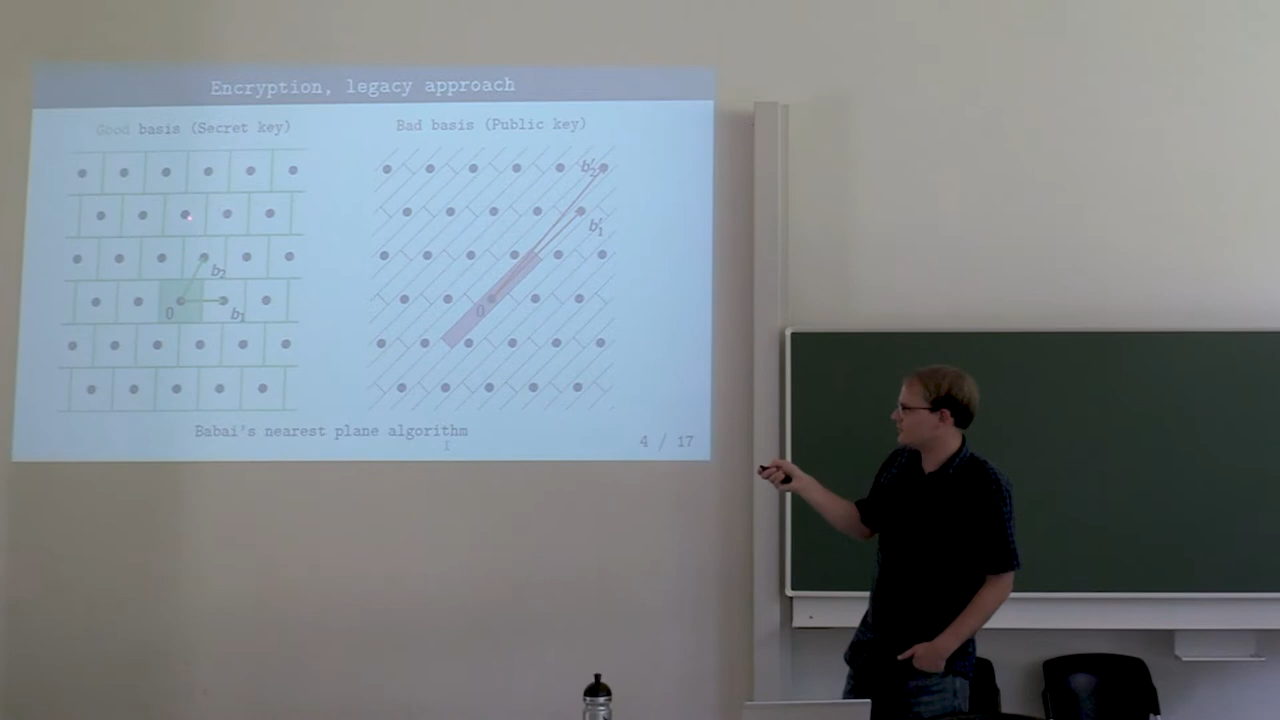 Encryption, legacy approach
Good basis (Secret key)
Bad basis (Public key)
b₂
0
b₁
b′₂
b′₁
0
Babai's nearest plane algorithm
4 / 17